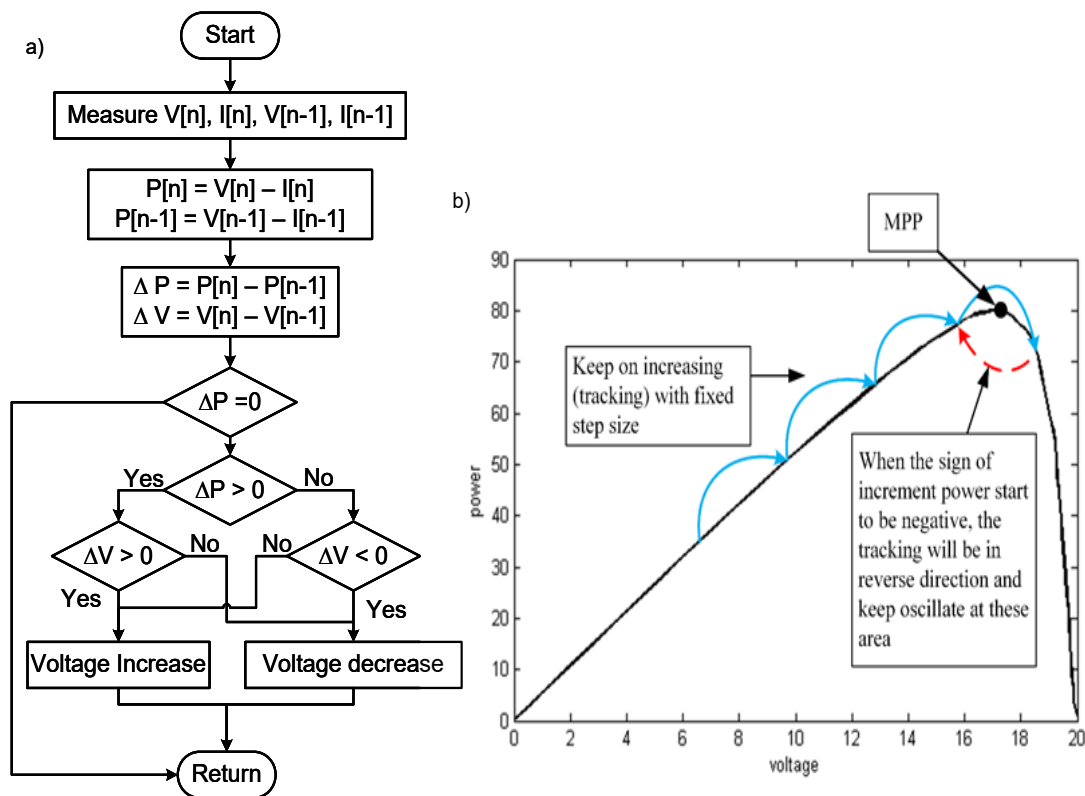 a)
Start
Measure V[n], I[n], V[n-1], I[n-1]
P[n] = V[n] – I[n]
P[n-1] = V[n-1] – I[n-1]
Δ P = P[n] – P[n-1]
Δ V = V[n] – V[n-1]
ΔP =0
Yes
ΔP > 0
No
ΔV > 0
No
No
ΔV < 0
Yes
Yes
Voltage Increase
Voltage decrease
Return
b)
MPP
90
80
70
60
50
40
30
20
10
0
power
Keep on increasing
(tracking) with fixed
step size
When the sign of
increment power start
to be negative, the
tracking will be in
reverse direction and
keep oscillate at these
area
0 2 4 6 8 10 12 14 16 18 20
voltage